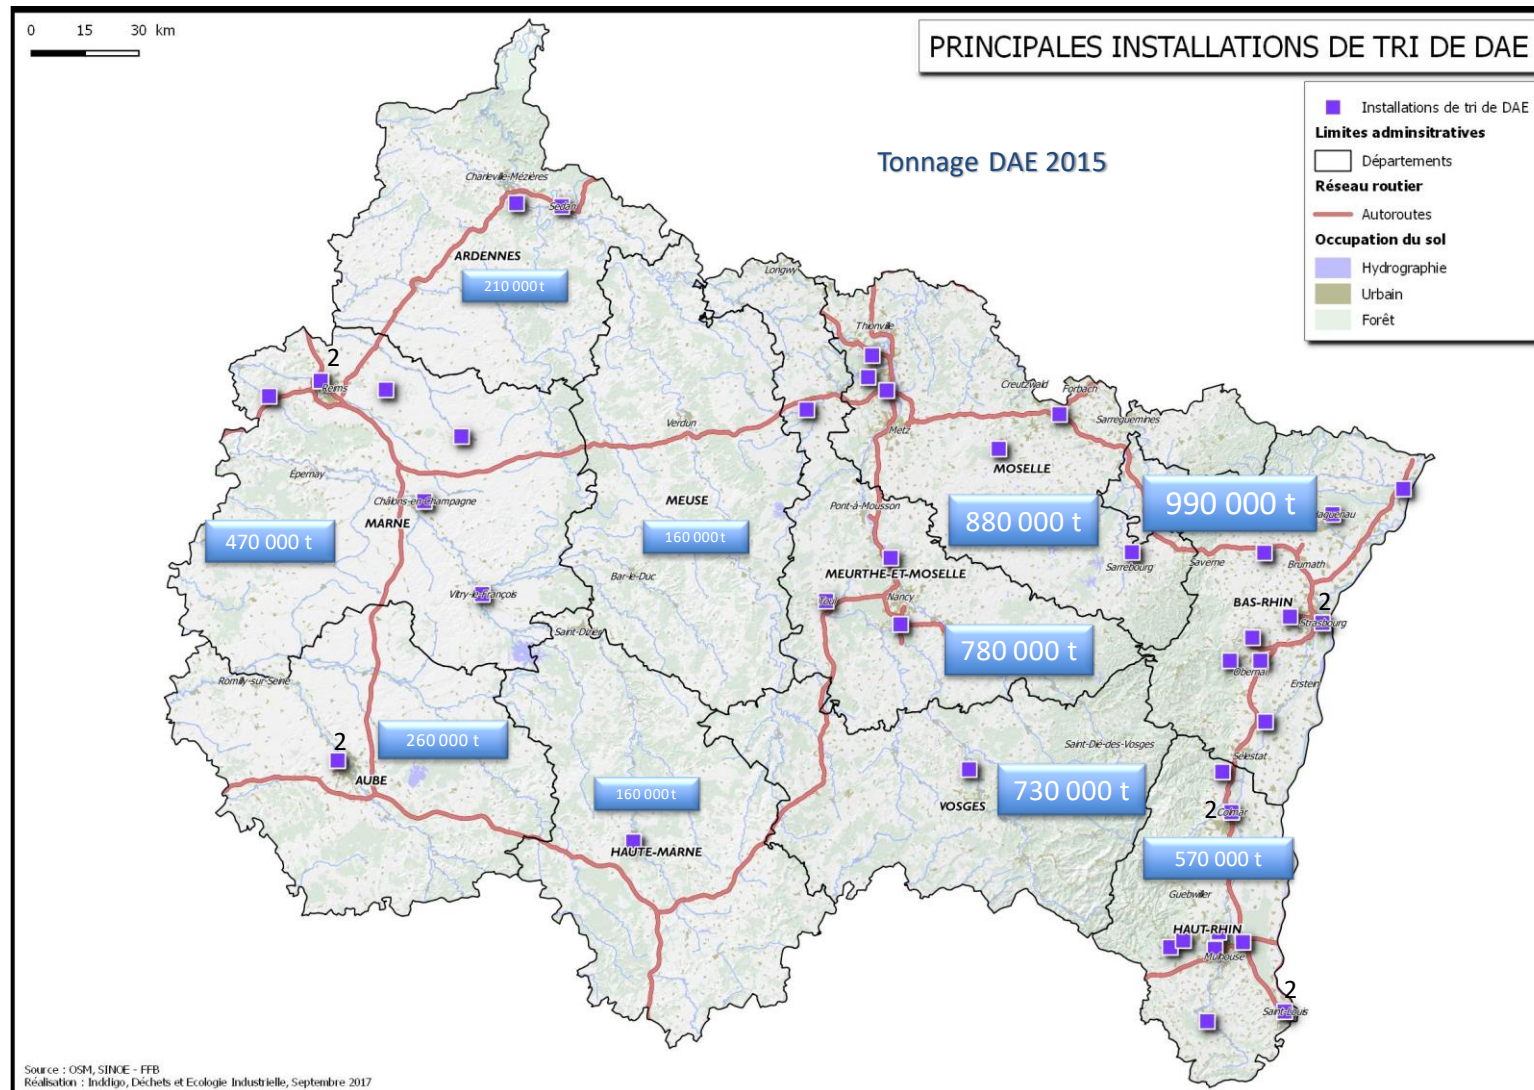 0 15 30 km
PRINCIPALES INSTALLATIONS DE TRI DE DAE
Installations de tri de DAE
Limites adminsitratives
Départements
Réseau routier
Autoroutes
Occupation du sol
Hydrographie
Urbain
Forêt
Tonnage DAE 2015
Charleville-Mézières
Sedan
ARDENNES
210 000 t
Longwy
Thionville
2
Reims
Creutzwald
Forbach
Sarreguemines
Verdun
Metz
Epernay
MOSELLE
Châlons-en-Champagne
MEUSE
Pont-à-Mousson
MARNE
470 000 t
160 000 t
880 000 t
990 000 t
Haguenau
Sarrebourg
Saverne
Brumath
MEURTHE-ET-MOSELLE
Bar-le-Duc
Vitry-le-François
Toul
Nancy
BAS-RHIN
2
Strasbourg
Saint-Dizier
780 000 t
Obernai
Erstein
Romilly-sur-Seine
260 000 t
2
AUBE
Saint-Dié-des-Vosges
Sélestat
160 000 t
VOSGES
730 000 t
2
Colmar
HAUTE-MARNE
570 000 t
Guebwiller
HAUT-RHIN
Mulhouse
2
Saint-Louis
Source : OSM, SINOE - FFB
Réalisation : Inddigo, Déchets et Ecologie Industrielle, Septembre 2017